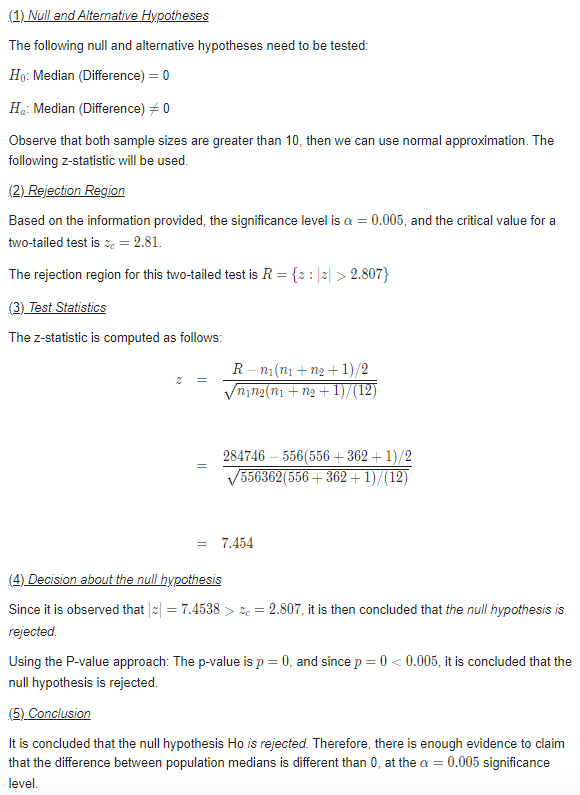 (1) Null and Alternative Hypotheses
The following null and alternative hypotheses need to be tested:
H₀: Median (Difference) = 0
Hₐ: Median (Difference) ≠ 0
Observe that both sample sizes are greater than 10, then we can use normal approximation. The
following z-statistic will be used.
(2) Rejection Region
Based on the information provided, the significance level is α = 0.005, and the critical value for a
two-tailed test is z_c = 2.81.
The rejection region for this two-tailed test is R = {z : |z| > 2.807}
(3) Test Statistics
The z-statistic is computed as follows:
z = (R − n₁(n₁ + n₂ + 1)/2) / √(n₁n₂(n₁ + n₂ + 1)/(12))
= (284746 − 556(556 + 362 + 1)/2) / √(556362(556 + 362 + 1)/(12))
= 7.454
(4) Decision about the null hypothesis
Since it is observed that |z| = 7.4538 > z_c = 2.807, it is then concluded that the null hypothesis is
rejected.
Using the P-value approach: The p-value is p = 0, and since p = 0 < 0.005, it is concluded that the
null hypothesis is rejected.
(5) Conclusion
It is concluded that the null hypothesis Ho is rejected. Therefore, there is enough evidence to claim
that the difference between population medians is different than 0, at the α = 0.005 significance
level.